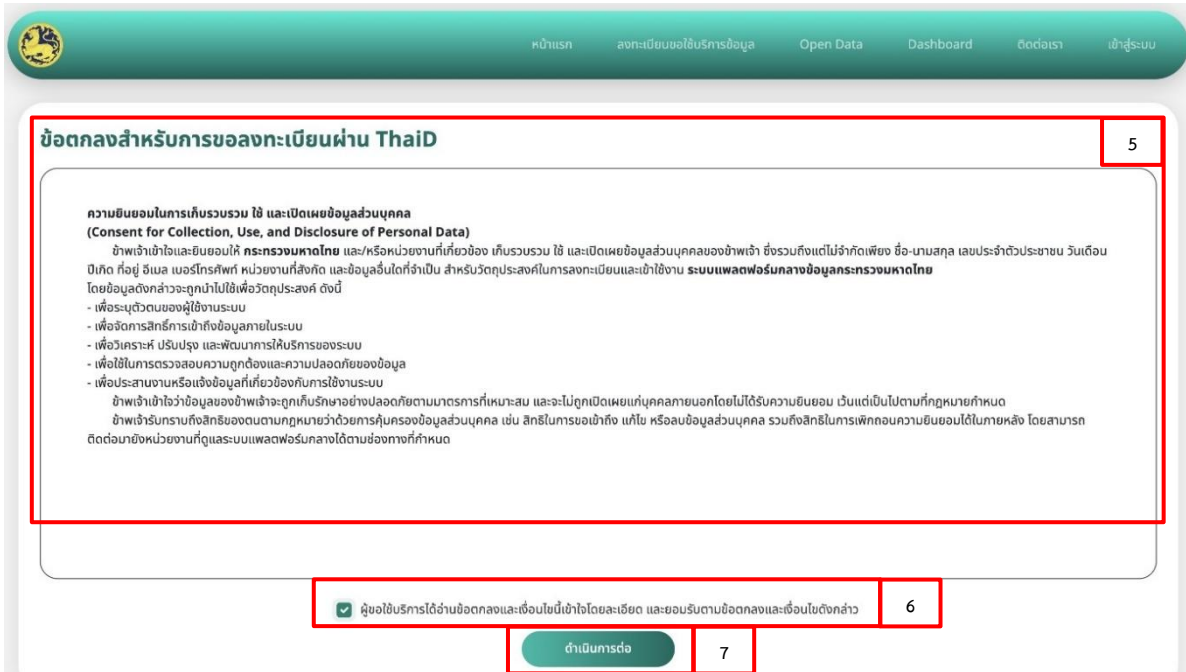 หน้าแรก ลงทะเบียนขอใช้บริการข้อมูล Open Data Dashboard ติดต่อเรา เข้าสู่ระบบ
ข้อตกลงสำหรับการขอลงทะเบียนผ่าน ThaiD
5
ความยินยอมในการเก็บรวบรวม ใช้ และเปิดเผยข้อมูลส่วนบุคคล
(Consent for Collection, Use, and Disclosure of Personal Data)
ข้าพเจ้าเข้าใจและยินยอมให้ กระทรวงมหาดไทย และ/หรือหน่วยงานที่เกี่ยวข้อง เก็บรวบรวม ใช้ และเปิดเผยข้อมูลส่วนบุคคลของข้าพเจ้า ซึ่งรวมถึงแต่ไม่จำกัดเพียง ชื่อ-นามสกุล เลขประจำตัวประชาชน วันเดือน
ปีเกิด ที่อยู่ อีเมล เบอร์โทรศัพท์ หน่วยงานที่สังกัด และข้อมูลอื่นใดที่จำเป็น สำหรับวัตถุประสงค์ในการลงทะเบียนและเข้าใช้งาน ระบบแพลตฟอร์มกลางข้อมูลกระทรวงมหาดไทย
โดยข้อมูลดังกล่าวจะถูกนำไปใช้เพื่อวัตถุประสงค์ ดังนี้
- เพื่อระบุตัวตนของผู้ใช้งานระบบ
- เพื่อจัดการสิทธิ์การเข้าถึงข้อมูลภายในระบบ
- เพื่อวิเคราะห์ ปรับปรุง และพัฒนาการให้บริการของระบบ
- เพื่อใช้ในการตรวจสอบความถูกต้องและความปลอดภัยของข้อมูล
- เพื่อประสานงานหรือแจ้งข้อมูลที่เกี่ยวข้องกับการใช้งานระบบ
ข้าพเจ้าเข้าใจว่าข้อมูลของข้าพเจ้าจะถูกเก็บรักษาอย่างปลอดภัยตามมาตรการที่เหมาะสม และจะไม่ถูกเปิดเผยแก่บุคคลภายนอกโดยไม่ได้รับความยินยอม เว้นแต่เป็นไปตามที่กฎหมายกำหนด
ข้าพเจ้ารับทราบถึงสิทธิของตนตามกฎหมายว่าด้วยการคุ้มครองข้อมูลส่วนบุคคล เช่น สิทธิในการขอเข้าถึง แก้ไข หรือลบข้อมูลส่วนบุคคล รวมถึงสิทธิในการเพิกถอนความยินยอมได้ในภายหลัง โดยสามารถ
ติดต่อมายังหน่วยงานที่ดูแลระบบแพลตฟอร์มกลางได้ตามช่องทางที่กำหนด
ผู้ขอใช้บริการได้อ่านข้อตกลงและเงื่อนไขนี้เข้าใจโดยละเอียด และยอมรับตามข้อตกลงและเงื่อนไขดังกล่าว 6
ดำเนินการต่อ 7